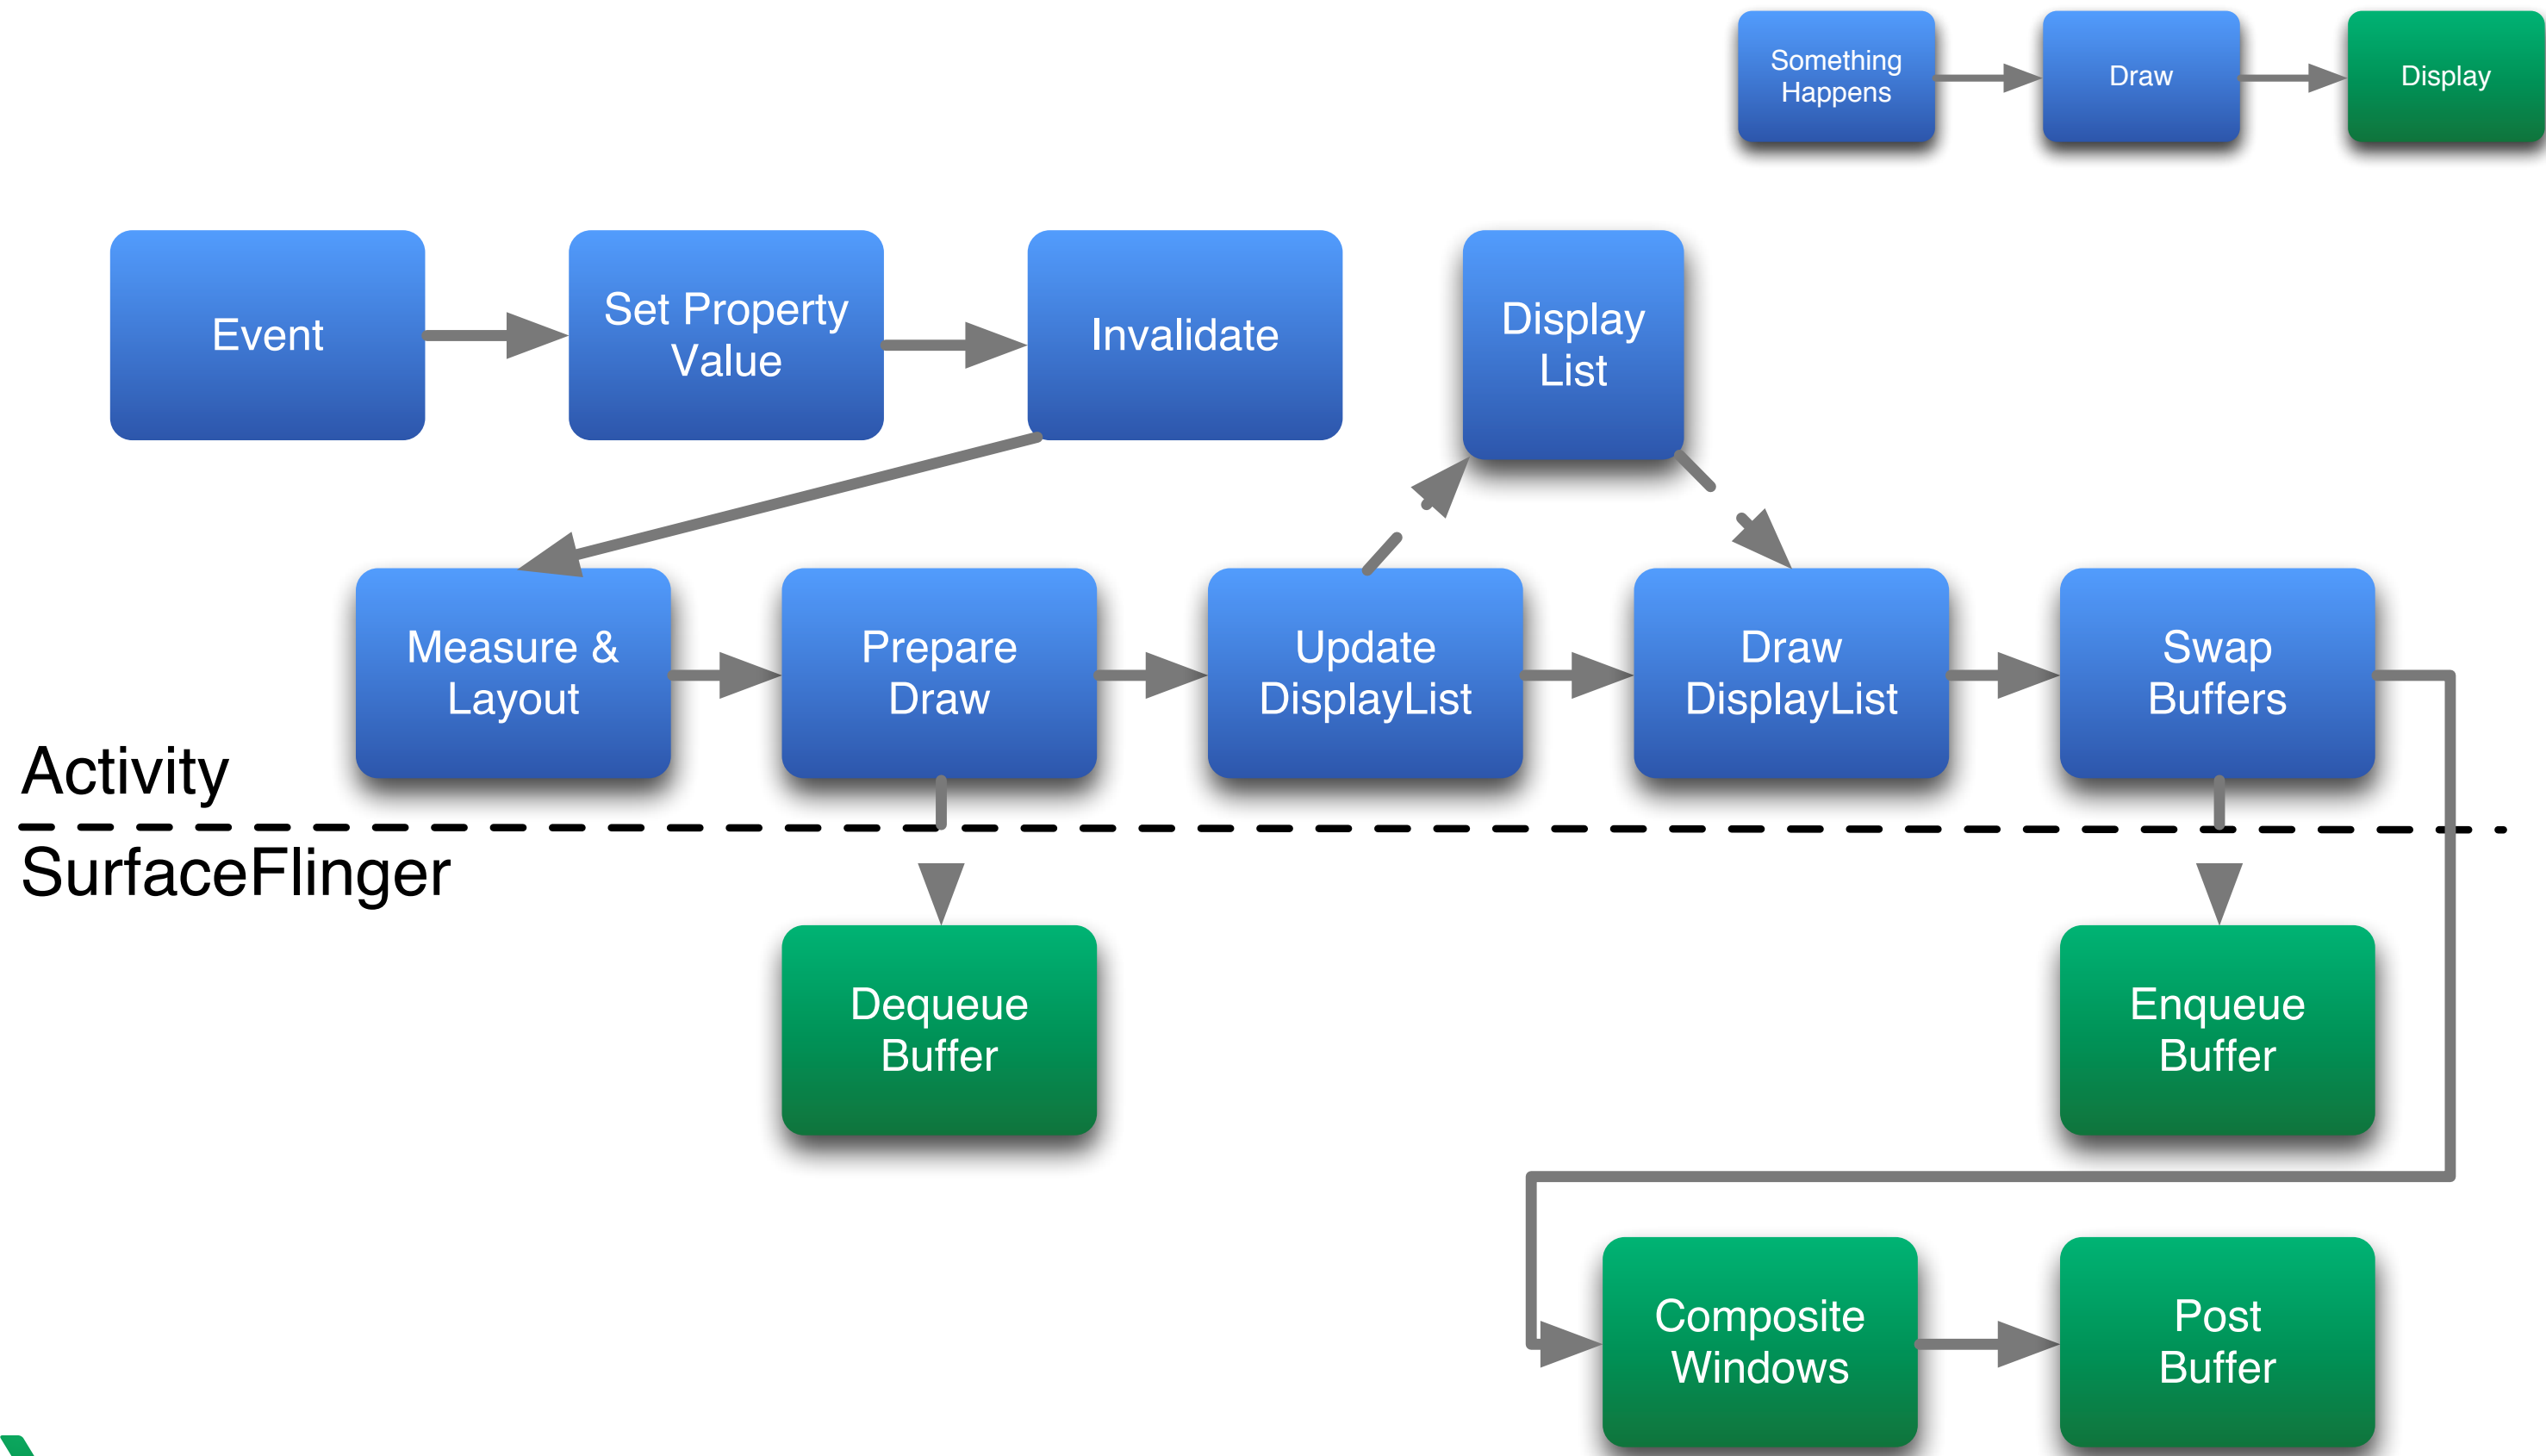 Something
Happens
Draw
Display
Event
Set Property
Value
Invalidate
Display
List
Measure &
Layout
Prepare
Draw
Update
DisplayList
Draw
DisplayList
Swap
Buffers
Activity
SurfaceFlinger
Dequeue
Buffer
Enqueue
Buffer
Composite
Windows
Post
Buffer